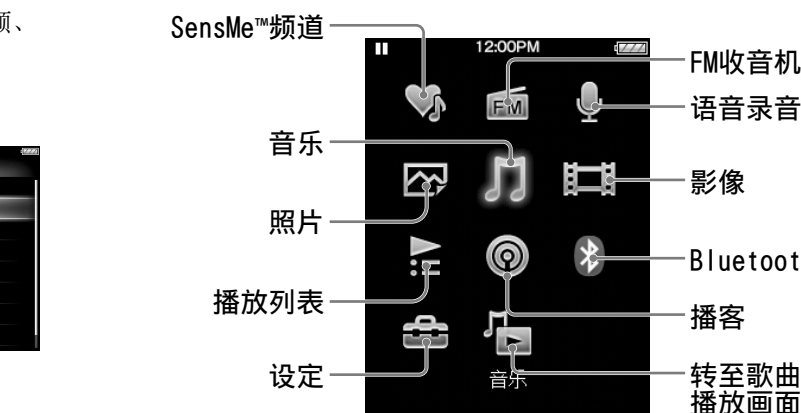 频、
SensMe™频道
12:00PM
FM
FM收音机
语音录音
音乐
影像
照片
Bluetoot
播放列表
播客
设定
音乐
转至歌曲
播放画面